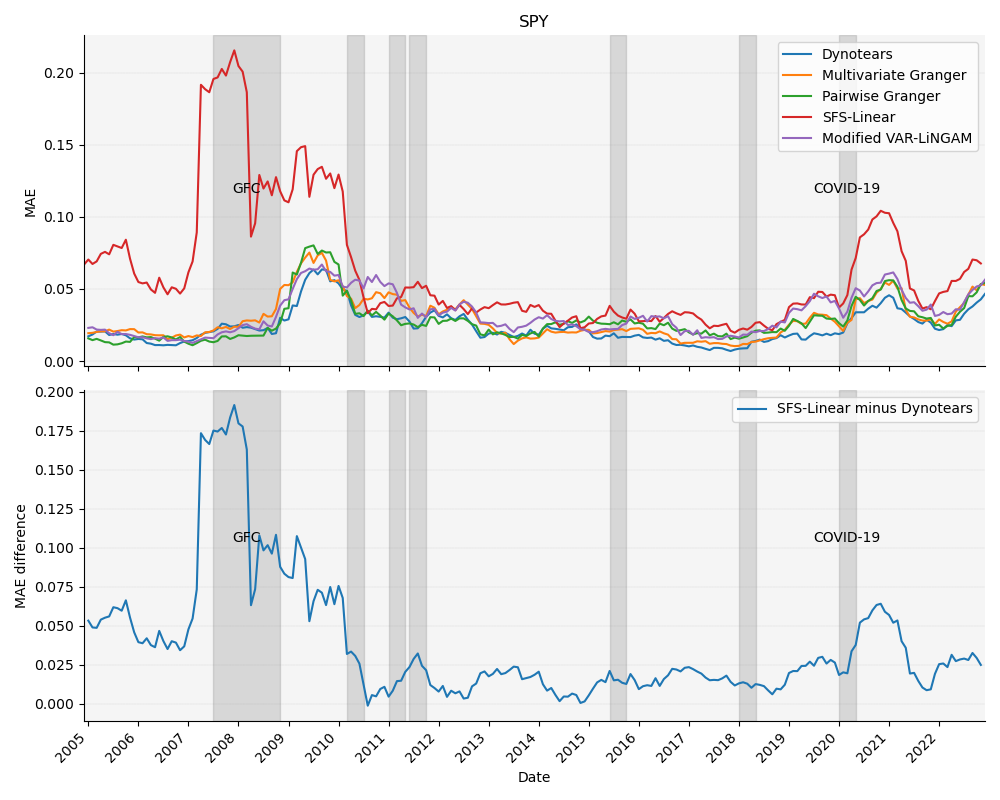 SPY
MAE
0.20
0.15
0.10
0.05
0.00
GFC
COVID-19
Dynotears
Multivariate Granger
Pairwise Granger
SFS-Linear
Modified VAR-LiNGAM
MAE difference
0.200
0.175
0.150
0.125
0.100
0.075
0.050
0.025
0.000
GFC
COVID-19
SFS-Linear minus Dynotears
2005 2006 2007 2008 2009 2010 2011 2012 2013 2014 2015 2016 2017 2018 2019 2020 2021 2022
Date